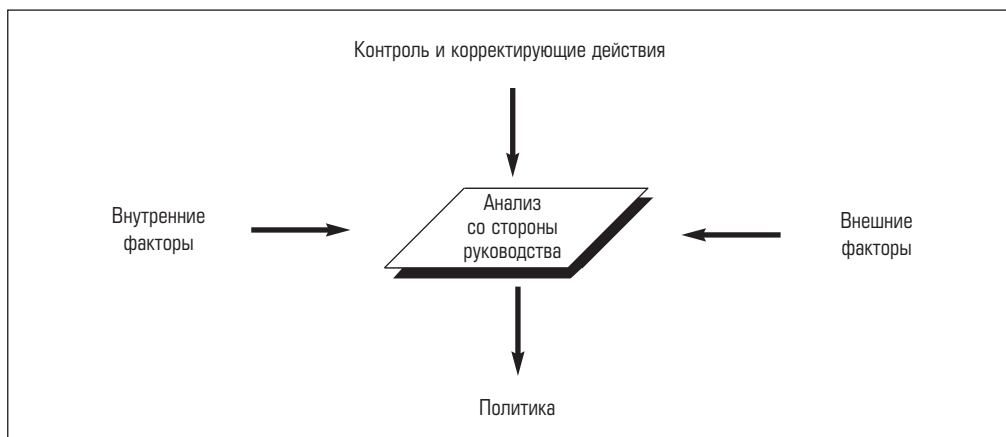 Контроль и корректирующие действия
Внутренние
факторы
Анализ
со стороны
руководства
Внешние
факторы
Политика